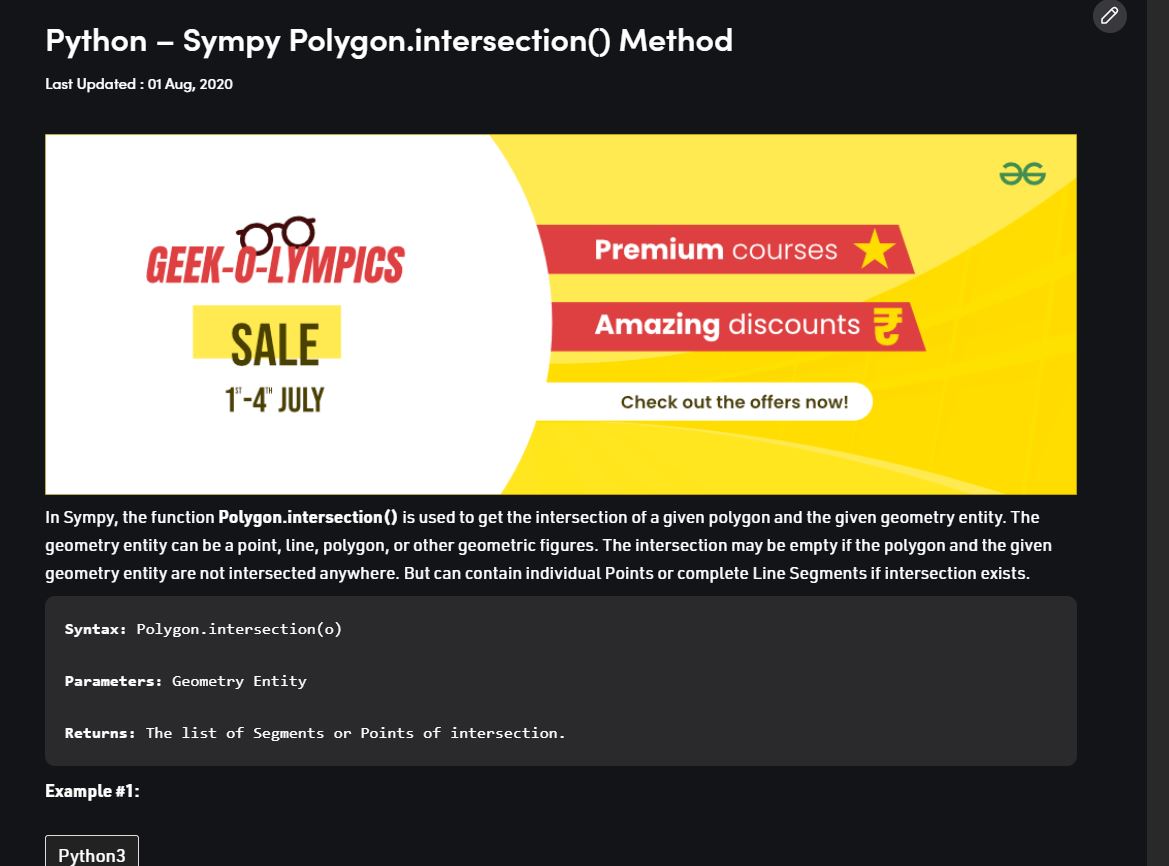 Python – Sympy Polygon.intersection() Method
Last Updated : 01 Aug, 2020
GEEK-O-LYMPICS
SALE
1ST-4TH JULY
Premium courses
Amazing discounts
Check out the offers now!
In Sympy, the function Polygon.intersection() is used to get the intersection of a given polygon and the given geometry entity. The
geometry entity can be a point, line, polygon, or other geometric figures. The intersection may be empty if the polygon and the given
geometry entity are not intersected anywhere. But can contain individual Points or complete Line Segments if intersection exists.
Syntax: Polygon.intersection(o)
Parameters: Geometry Entity
Returns: The list of Segments or Points of intersection.
Example #1:
Python3